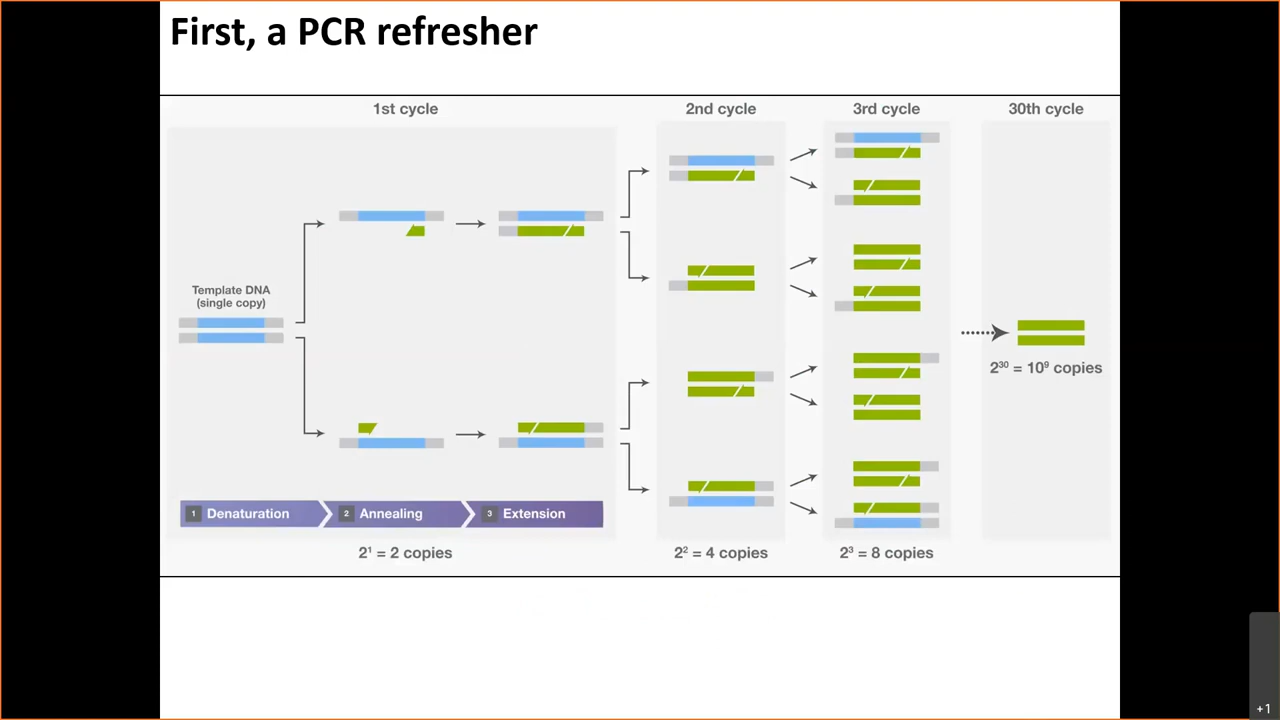 First, a PCR refresher
1st cycle
2nd cycle
3rd cycle
30th cycle
Template DNA
(single copy)
2³⁰ = 10⁹ copies
1 Denaturation
2 Annealing
3 Extension
2¹ = 2 copies
2² = 4 copies
2³ = 8 copies
+1